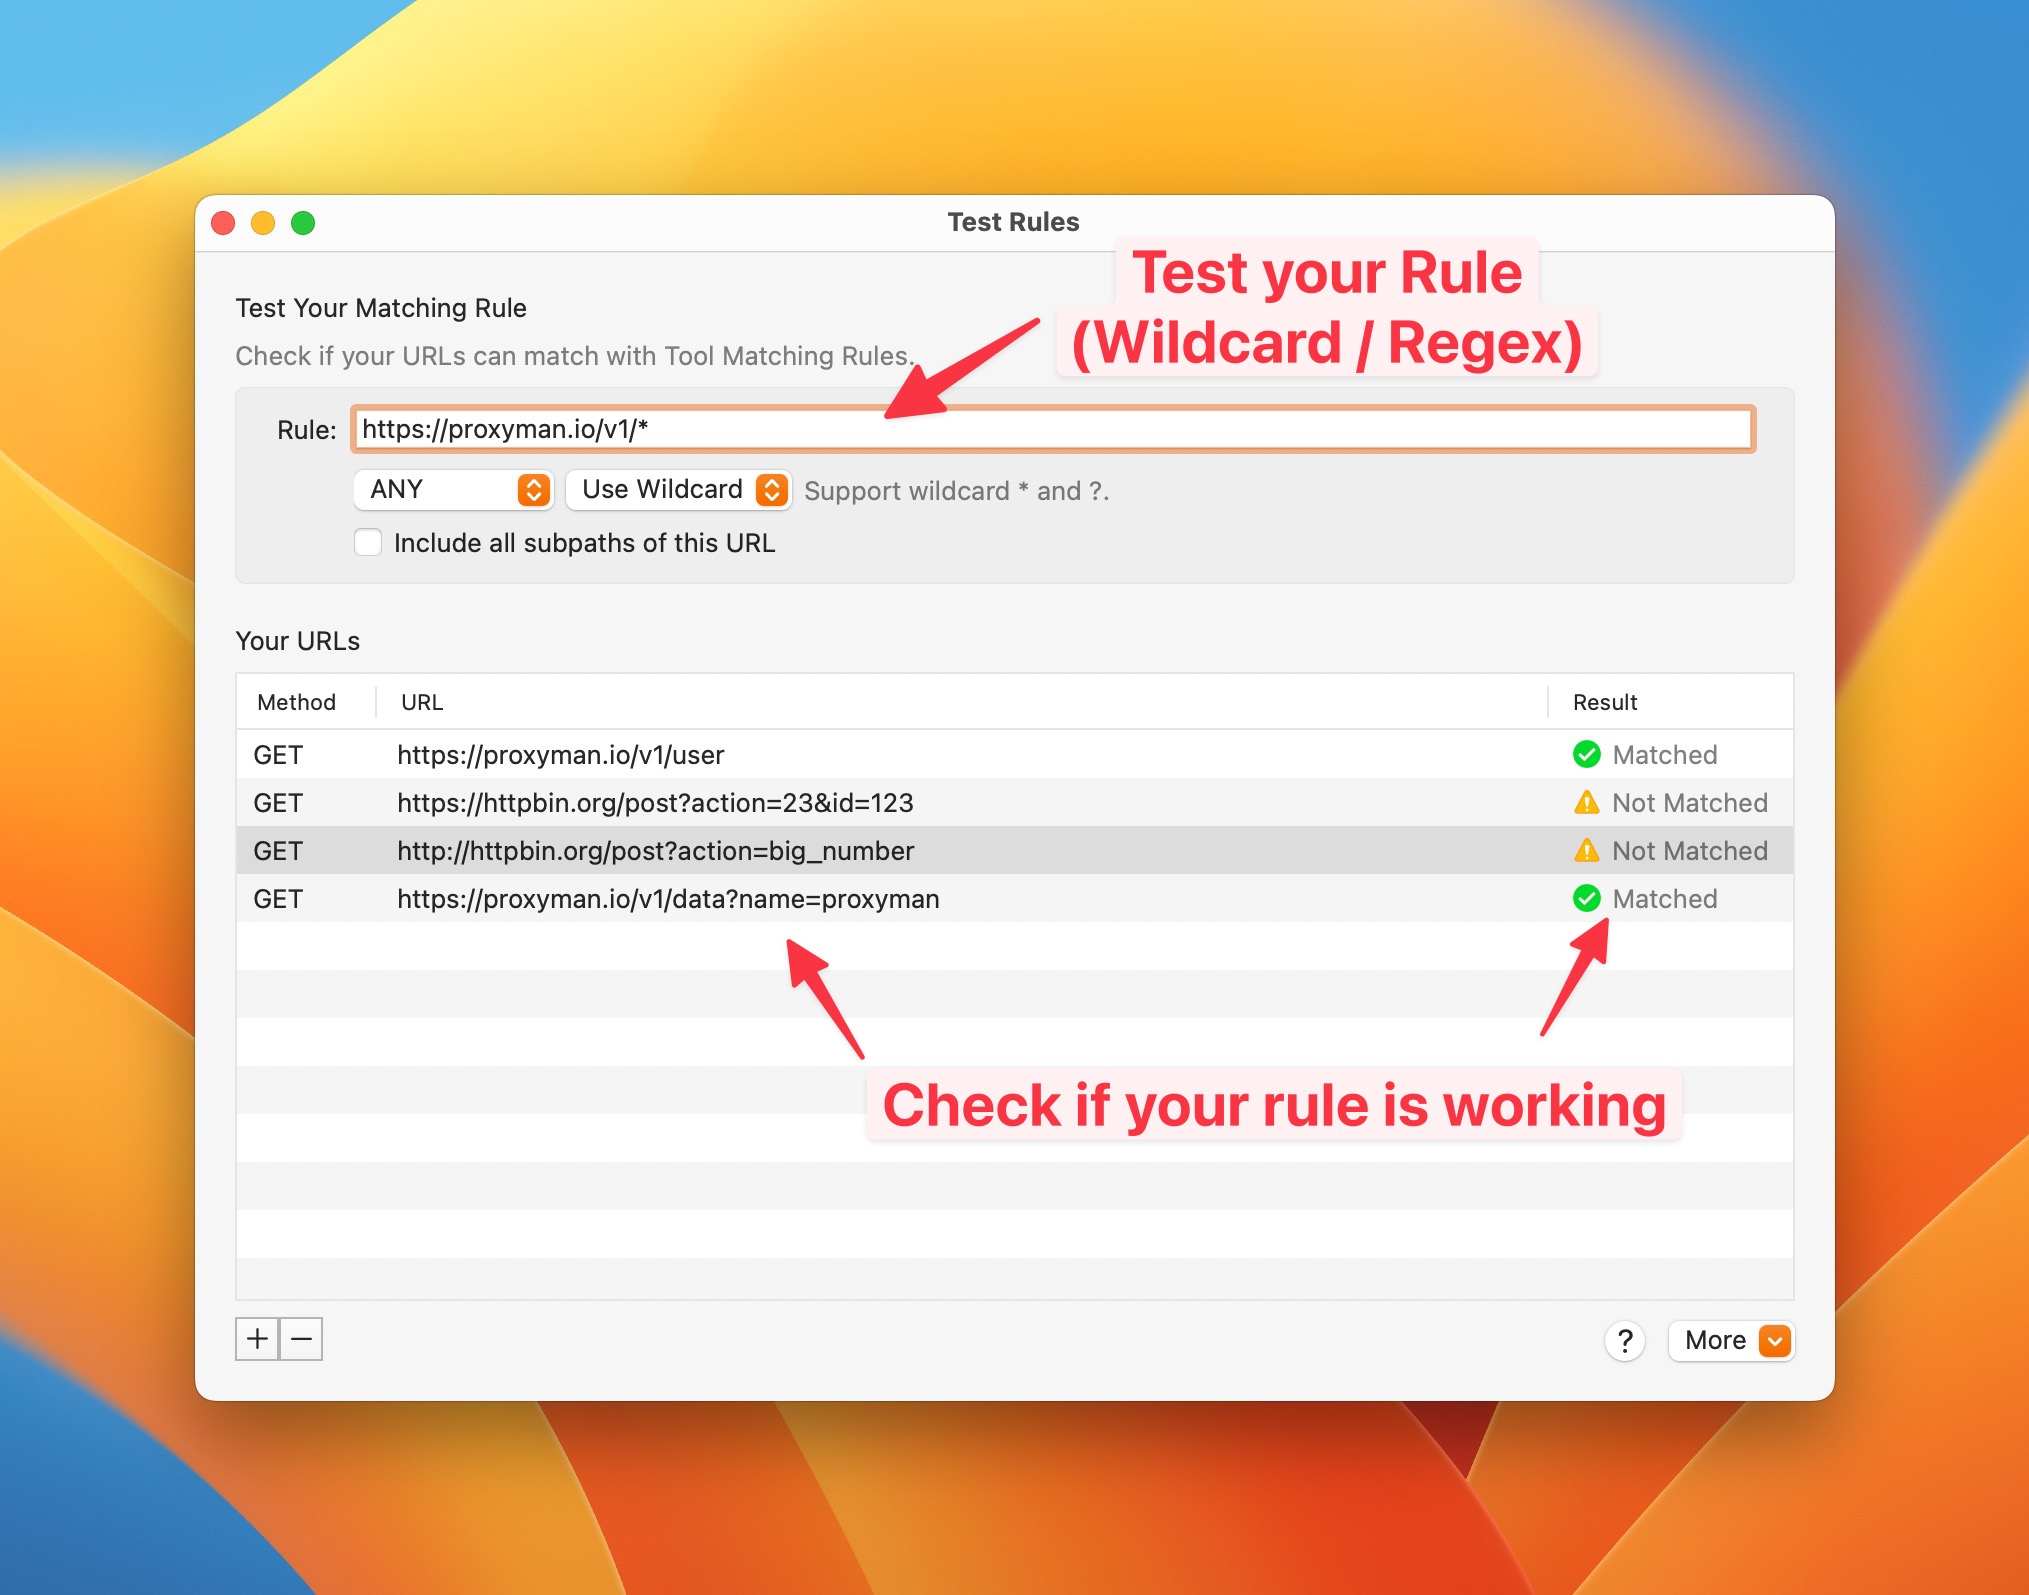 Test Rules
Test your Rule
(Wildcard / Regex)
Test Your Matching Rule
Check if your URLs can match with Tool Matching Rules.
Rule: https://proxyman.io/v1/*
ANY Use Wildcard Support wildcard * and ?.
Include all subpaths of this URL
Your URLs
Method URL Result
GET https://proxyman.io/v1/user Matched
GET https://httpbin.org/post?action=23&id=123 Not Matched
GET http://httpbin.org/post?action=big_number Not Matched
GET https://proxyman.io/v1/data?name=proxyman Matched
Check if your rule is working
+ − ? More